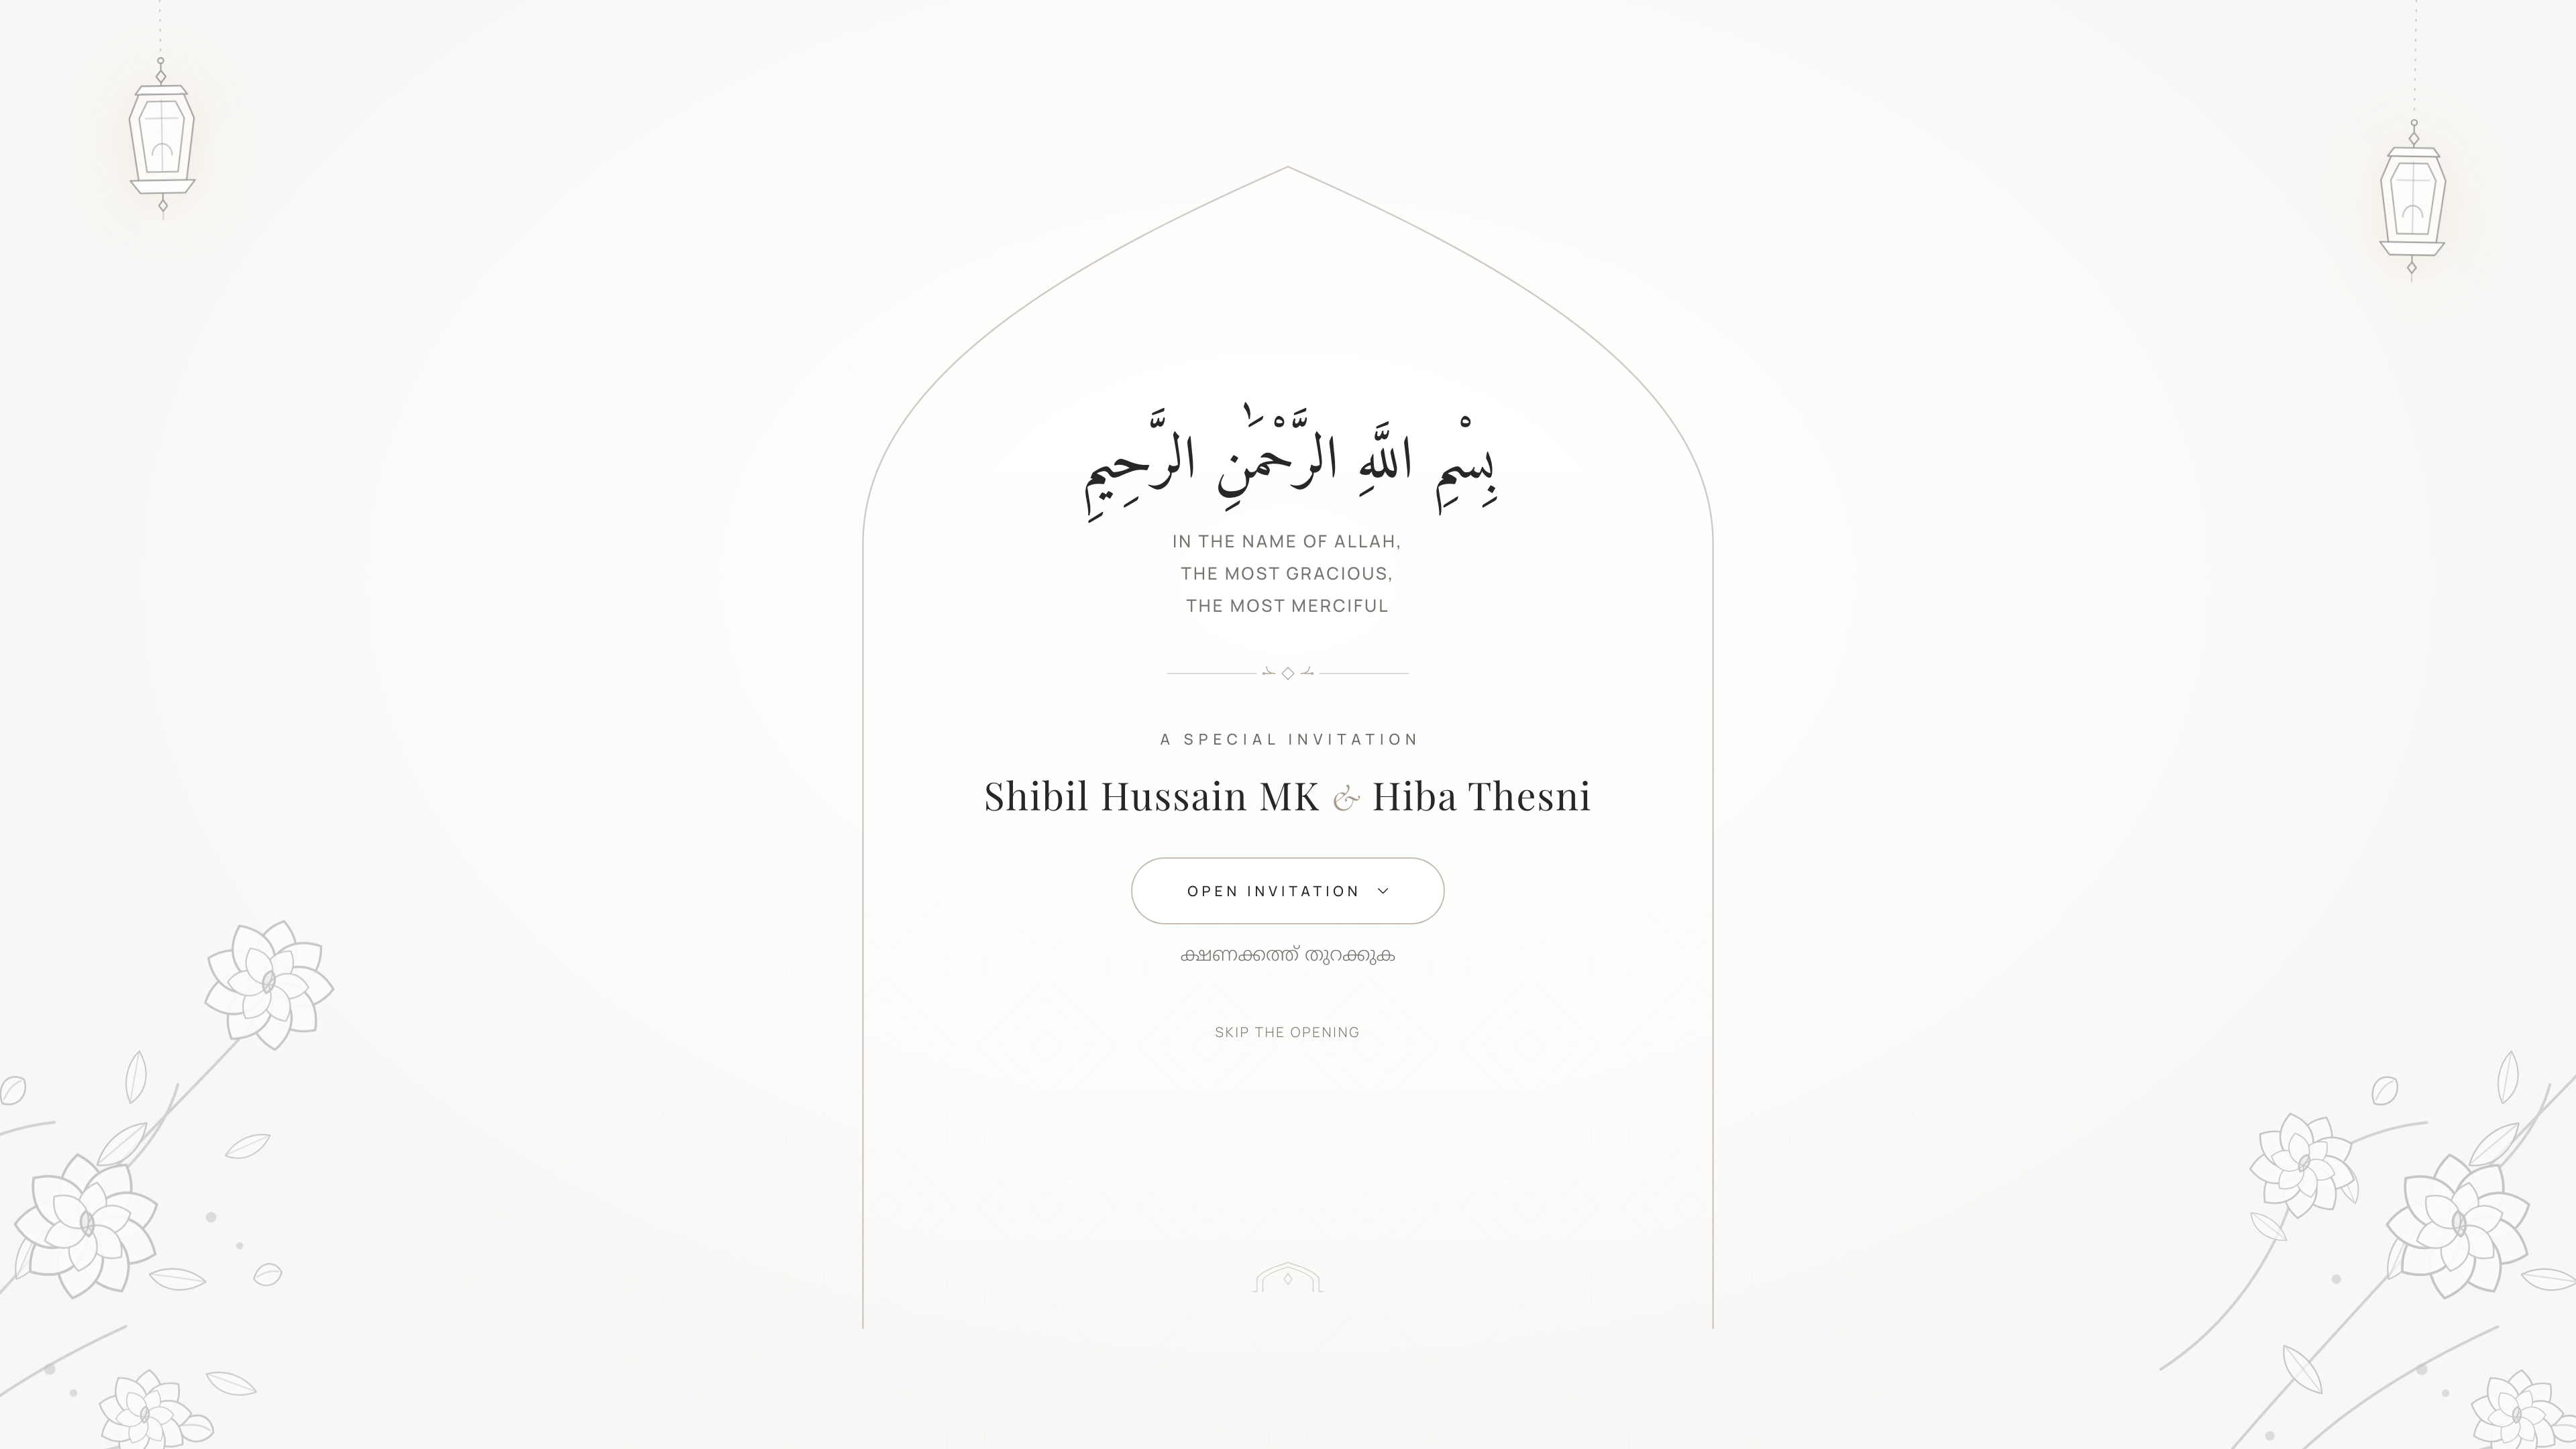 بِسْمِ اللَّهِ الرَّحْمَٰنِ الرَّحِيمِ
IN THE NAME OF ALLAH,
THE MOST GRACIOUS,
THE MOST MERCIFUL
A SPECIAL INVITATION
Shibil Hussain MK & Hiba Thesni
OPEN INVITATION
ക്ഷണക്കത്ത് തുറക്കുക
SKIP THE OPENING